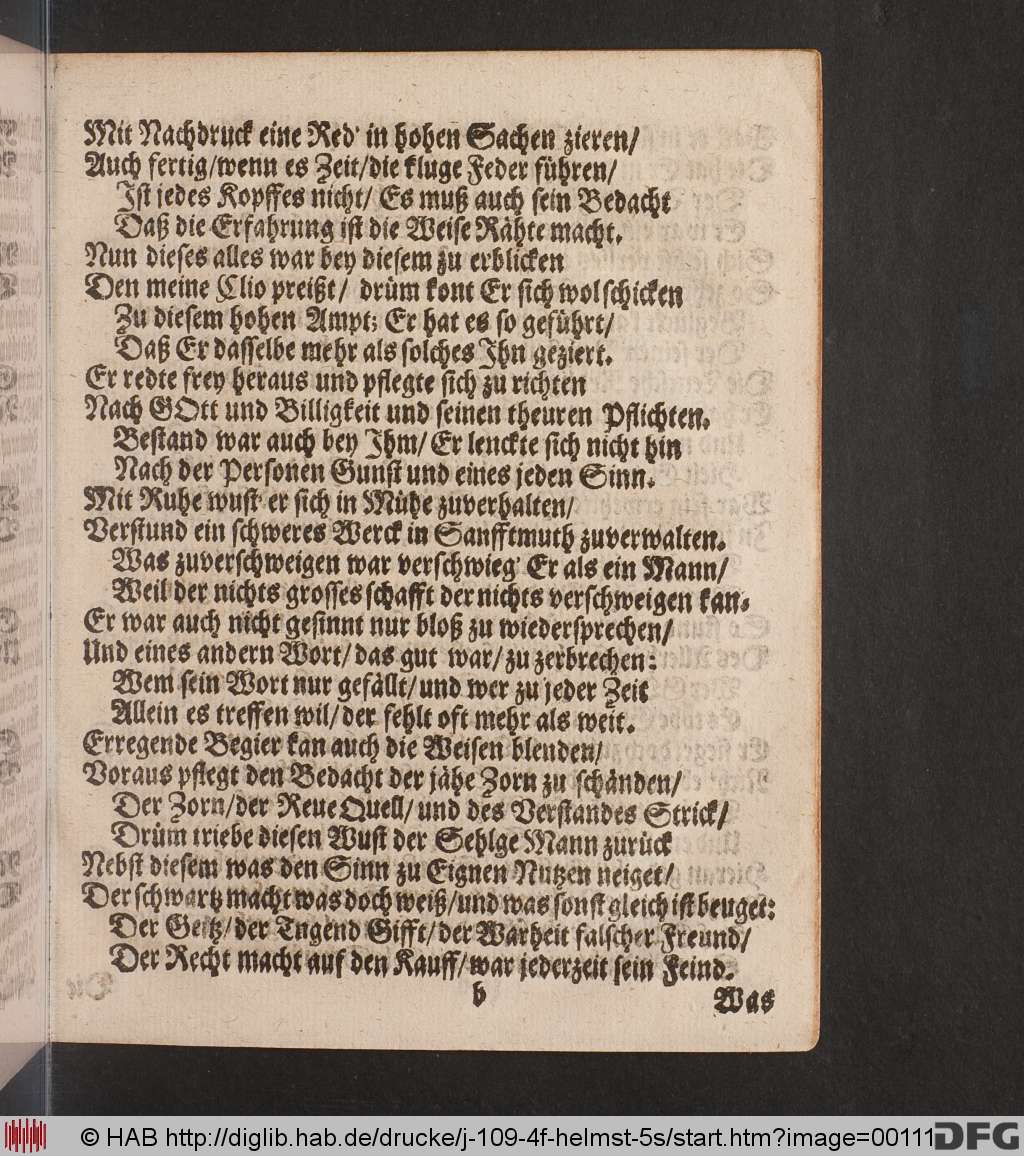 Mit Nachdruck eine Red' in hohen Sachen zieren/
Auch fertig/wenn es Zeit/die kluge Feder führen/
Ist jedes Kopffes nicht/ Es muß auch sein Bedacht
Daß die Erfahrung ist die Weise Rähte macht.
Nun dieses alles war bey diesem zu erblicken
Den meine Clio preißt/ drüm kont Er sich wol schicken
Zu diesem hohen Ampt; Er hat es so geführt/
Daß Er dasselbe mehr als solches Ihn geziert.
Er redte frey heraus und pflegte sich zu richten
Nach GOtt und Billigkeit und seinen theuren Pflichten.
Bestand war auch bey Ihm/ Er lenckte sich nicht hin
Nach der Personen Gunst und eines jeden Sinn.
Mit Ruhe wust' er sich in Mühe zuverhalten/
Verstund ein schweres Werck in Sanfftmuth zuverwalten.
Was zuverschweigen war verschwieg' Er als ein Mann/
Weil der nichts grosses schafft der nichts verschweigen kan.
Er war auch nicht gesinnt nur bloß zu wiedersprechen/
Und eines andern Wort/das gut war/zu zerbrechen:
Wem sein Wort nur gefällt/und wer zu jeder Zeit
Allein es treffen wil/der fehlt oft mehr als weit.
Erregende Begier kan auch die Weisen blenden/
Voraus pflegt den Bedacht der jähe Zorn zu schänden/
Der Zorn/der Reue Quell/und des Verstandes Strick/
Drüm triebe diesen Wust der Sehlge Mann zurück
Nebst diesem was den Sinn zu Eignen Nutzen neiget/
Der schwartz macht was doch weiß/und was sonst gleich ist beuget:
Der Geitz/der Tngend Gifft/der Warheit falscher Freund/
Der Recht macht auf den Kauff/war jederzeit sein Feind.
b Was
© HAB http://diglib.hab.de/drucke/j-109-4f-helmst-5s/start.htm?image=00111
DFG